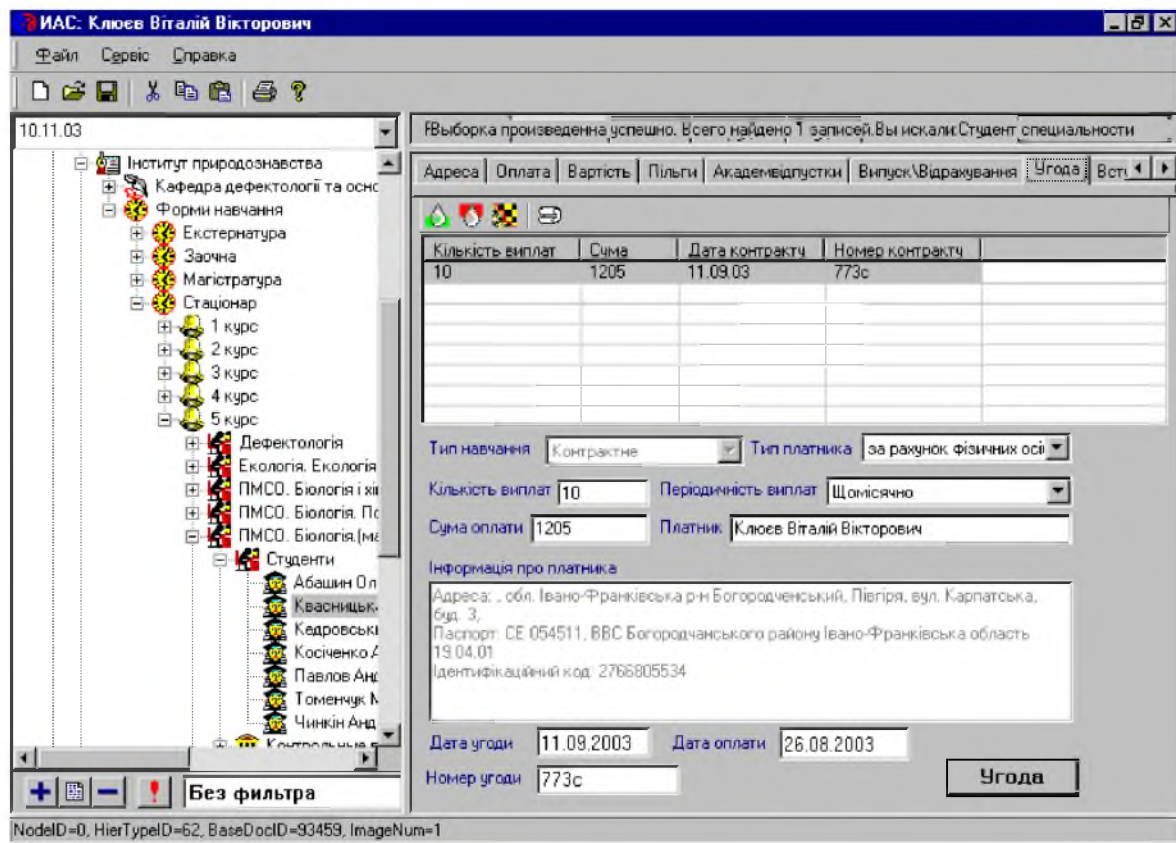 ИАС: Клюєв Віталій Вікторович
Файл Сервіс Справка
10.11.03
Інститут природознавства
Кафедра дефектології та осно
Форми навчання
Екстернатура
Заочна
Магістратура
Стаціонар
1 курс
2 курс
3 курс
4 курс
5 курс
Дефектологія
Екологія. Екологія
ПМСО. Біологія і хім
ПМСО. Біологія. По
ПМСО. Біологія.(ма
Студенти
Абашин Ол
Квасницька
Кадровські
Косіченко А
Павлов Анд
Томенчук М
Чинкін Анд
Контрольные
Без фильтра
Выборка произведенна успешно. Всего найдено 1 записей.Вы искали:Студент специальности
Адреса Оплата Вартість Пільги Академвідпустки Випуск\Відрахування Угода Вст
Кількість виплат Сума Дата контракту Номер контракту
10 1205 11.09.03 773с
Тип навчання Контрактне Тип платника за рахунок фізичних осі
Кількість виплат 10 Періодичність виплат Щомісячно
Сума оплати 1205 Платник Клюєв Віталій Вікторович
Інформація про платника
Адреса: , обл. Івано-Франківська р-н Богородченський, Півгіря, вул. Карпатська,
буд. 3,
Паспорт: СЕ 054511, ВВС Богородчанського району Івано-Франківська область
19.04.01
Ідентифікаційний код: 2766805534
Дата угоди 11.09.2003 Дата оплати 26.08.2003
Номер угоди 773с Угода
NodeID=0, HierTypeID=62, BaseDocID=93459, ImageNum=1